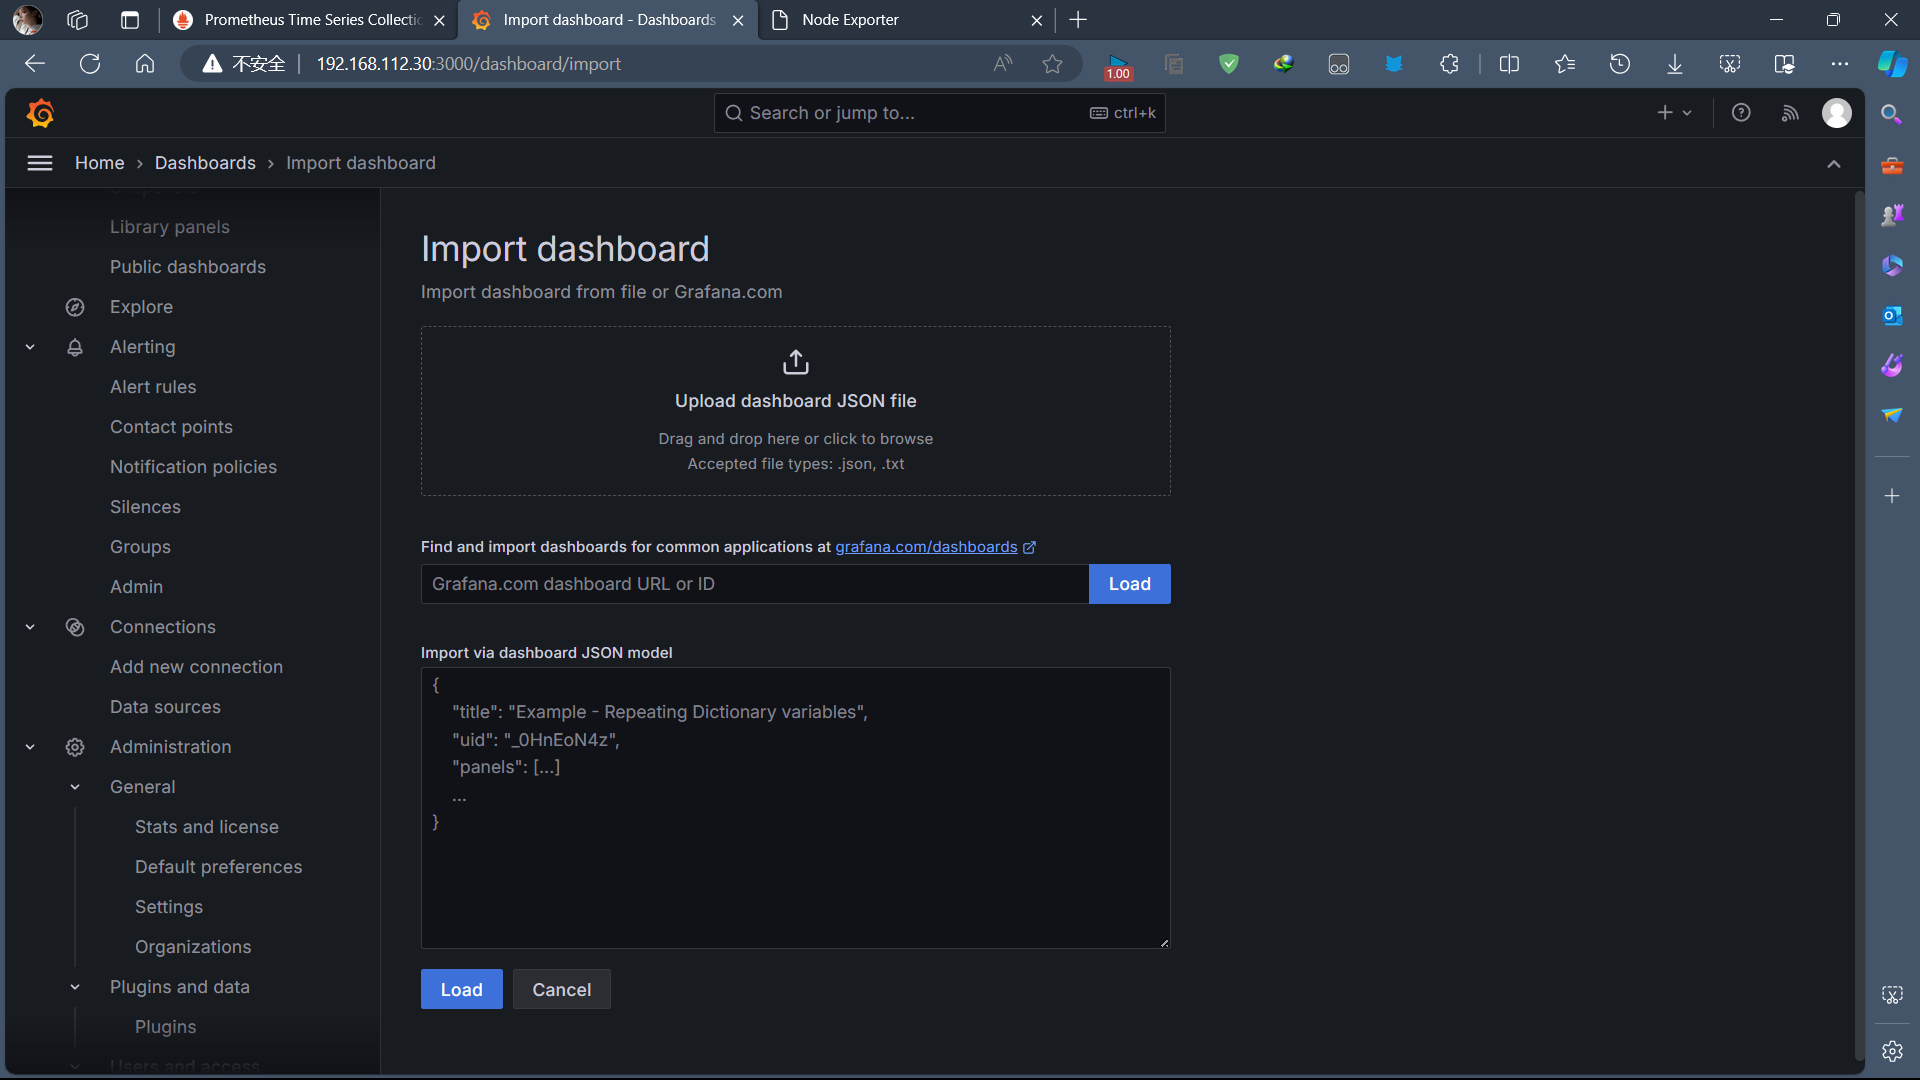 Prometheus Time Series Collectic
Import dashboard - Dashboards
Node Exporter
不安全
192.168.112.30:3000/dashboard/import
1.00
Search or jump to...
ctrl+k
Home › Dashboards › Import dashboard
Library panels
Public dashboards
Explore
Alerting
Alert rules
Contact points
Notification policies
Silences
Groups
Admin
Connections
Add new connection
Data sources
Administration
General
Stats and license
Default preferences
Settings
Organizations
Plugins and data
Plugins
Users and access
Import dashboard
Import dashboard from file or Grafana.com
Upload dashboard JSON file
Drag and drop here or click to browse
Accepted file types: .json, .txt
Find and import dashboards for common applications at grafana.com/dashboards
Grafana.com dashboard URL or ID
Load
Import via dashboard JSON model
{
"title": "Example - Repeating Dictionary variables",
"uid": "_0HnEoN4z",
"panels": [...]
...
}
Load
Cancel